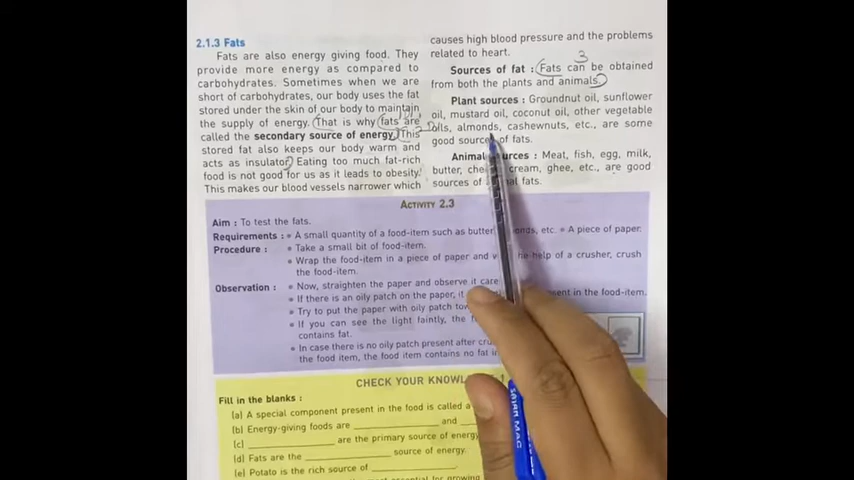 2.1.3 Fats
Fats are also energy giving food. They
provide more energy as compared to
carbohydrates. Sometimes when we are
short of carbohydrates, our body uses the fat
stored under the skin of our body to maintain
the supply of energy. That is why fats are
called the secondary source of energy. This
stored fat also keeps our body warm and
acts as insulator. Eating too much fat-rich
food is not good for us as it leads to obesity.
This makes our blood vessels narrower which
causes high blood pressure and the problems
related to heart.
3
Sources of fat : Fats can be obtained
from both the plants and animals.
Plant sources : Groundnut oil, sunflower
oil, mustard oil, coconut oil, other vegetable
oils, almonds, cashewnuts, etc., are some
good source of fats.
Animal sources : Meat, fish, egg, milk,
butter, cream, ghee, etc., are good
sources of fats.
ACTIVITY 2.3
Aim : To test the fats.
Requirements : • A small quantity of a food-item such as butter, etc. • A piece of paper.
Procedure : • Take a small bit of food-item.
• Wrap the food-item in a piece of paper and help of a crusher, crush
the food-item.
Observation : • Now, straighten the paper and observe it
• If there is an oily patch on the paper, it in the food-item.
• Try to put the paper with oily patch
• If you can see the light faintly, the
contains fat.
• In case there is no oily patch present after
the food item, the food item contains no fat
CHECK YOUR
Fill in the blanks :
(a) A special component present in the food is called a
(b) Energy-giving foods are ____ and ____
(c) ____ are the primary source of energy
(d) Fats are the ____ source of energy.
(e) Potato is the rich source of ____
for growing